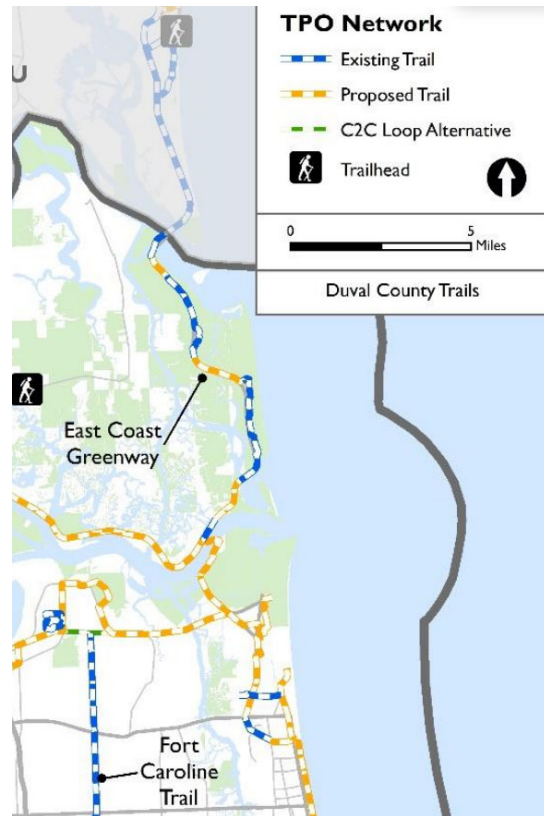 TPO Network
Existing Trail
Proposed Trail
C2C Loop Alternative
Trailhead
0 5
Miles
Duval County Trails
U
East Coast
Greenway
Fort
Caroline
Trail